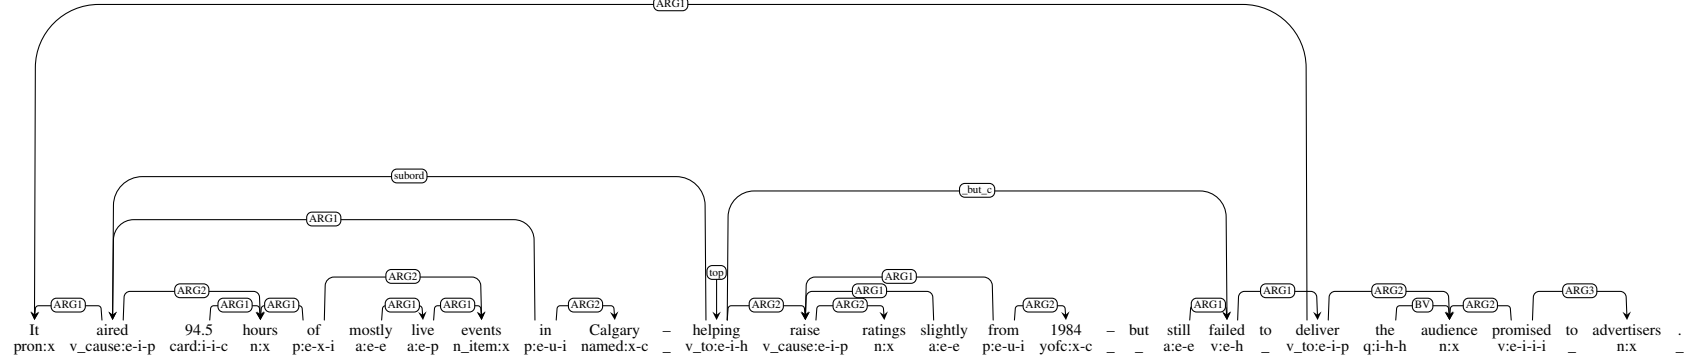 ARG1
subord
_but_c
ARG1
top
ARG2 ARG1
ARG2 ARG1 ARG1 ARG2
ARG1 ARG1 ARG1 ARG1 ARG1 ARG2 ARG2 ARG2 ARG2 ARG1 BV ARG2 ARG3
It aired 94.5 hours of mostly live events in Calgary – helping raise ratings slightly from 1984 – but still failed to deliver the audience promised to advertisers .
pron:x v_cause:e-i-p card:i-i-c n:x p:e-x-i a:e-e a:e-p n_item:x p:e-u-i named:x-c _ v_to:e-i-h v_cause:e-i-p n:x a:e-e p:e-u-i yofc:x-c _ _ a:e-e v:e-h _ v_to:e-i-p q:i-h-h n:x v:e-i-i-i _ n:x _